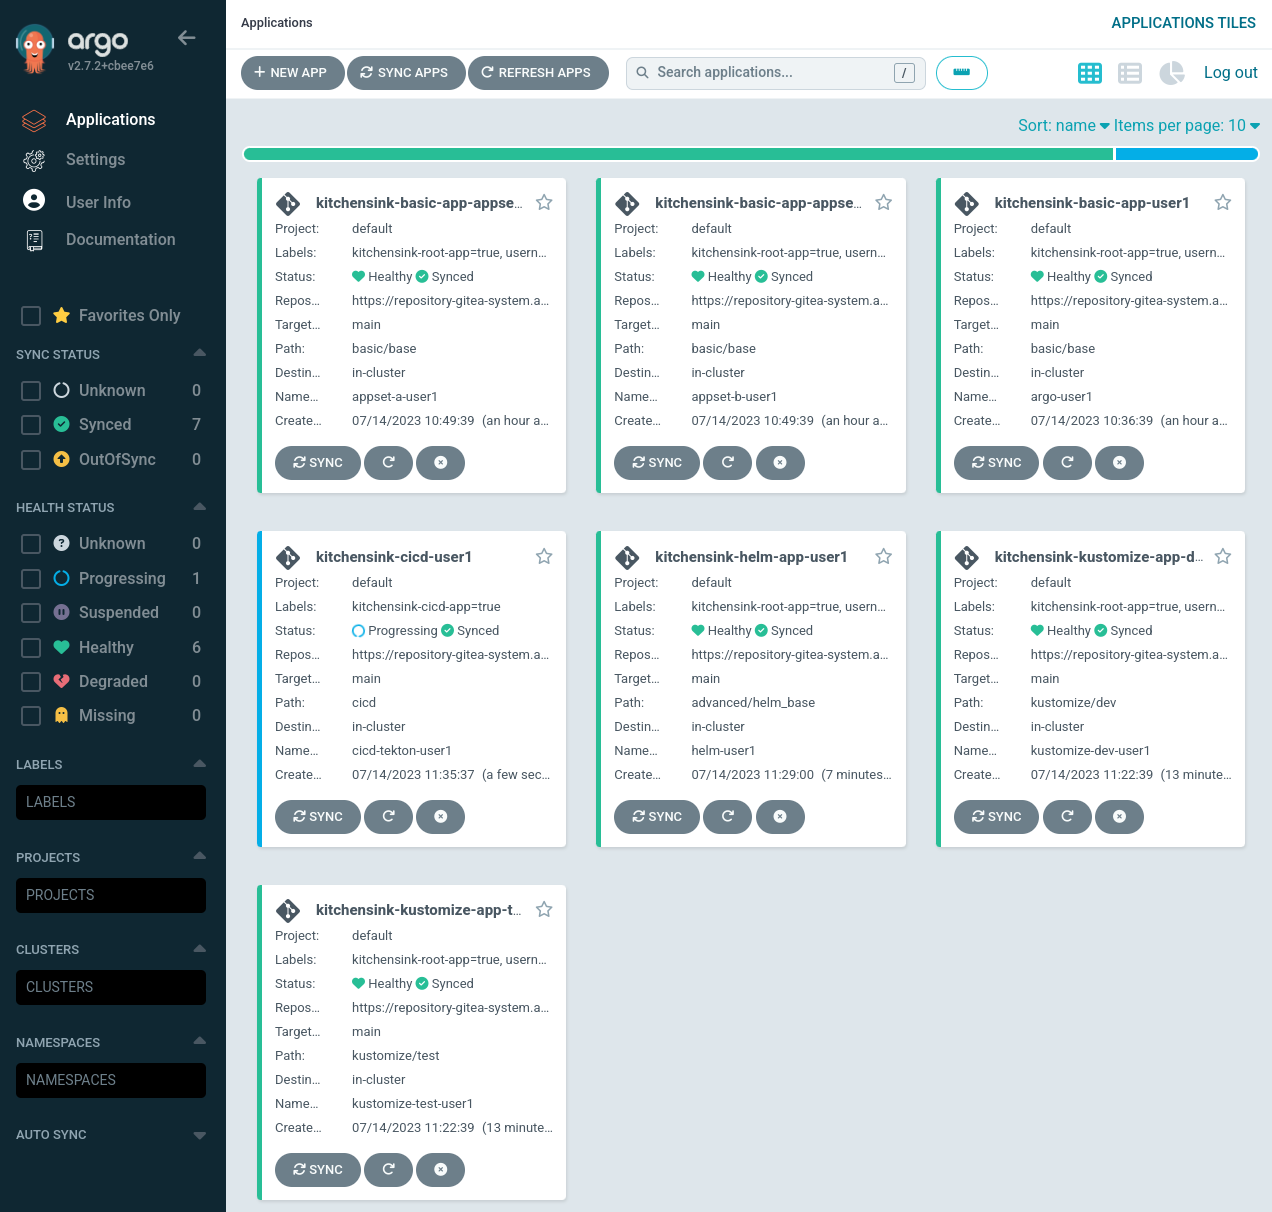 argo
v2.7.2+cbee7e6
Applications
Settings
User Info
Documentation
Favorites Only
SYNC STATUS
Unknown 0
Synced 7
OutOfSync 0
HEALTH STATUS
Unknown 0
Progressing 1
Suspended 0
Healthy 6
Degraded 0
Missing 0
LABELS
LABELS
PROJECTS
PROJECTS
CLUSTERS
CLUSTERS
NAMESPACES
NAMESPACES
AUTO SYNC
Applications
APPLICATIONS TILES
NEW APP SYNC APPS REFRESH APPS Search applications... / Log out
Sort: name Items per page: 10
kitchensink-basic-app-appse…
Project: default
Labels: kitchensink-root-app=true, usern…
Status: Healthy Synced
Repos… https://repository-gitea-system.a…
Target… main
Path: basic/base
Destin… in-cluster
Name… appset-a-user1
Create… 07/14/2023 10:49:39 (an hour a…
SYNC
kitchensink-basic-app-appse…
Project: default
Labels: kitchensink-root-app=true, usern…
Status: Healthy Synced
Repos… https://repository-gitea-system.a…
Target… main
Path: basic/base
Destin… in-cluster
Name… appset-b-user1
Create… 07/14/2023 10:49:39 (an hour a…
SYNC
kitchensink-basic-app-user1
Project: default
Labels: kitchensink-root-app=true, usern…
Status: Healthy Synced
Repos… https://repository-gitea-system.a…
Target… main
Path: basic/base
Destin… in-cluster
Name… argo-user1
Create… 07/14/2023 10:36:39 (an hour a…
SYNC
kitchensink-cicd-user1
Project: default
Labels: kitchensink-cicd-app=true
Status: Progressing Synced
Repos… https://repository-gitea-system.a…
Target… main
Path: cicd
Destin… in-cluster
Name… cicd-tekton-user1
Create… 07/14/2023 11:35:37 (a few sec…
SYNC
kitchensink-helm-app-user1
Project: default
Labels: kitchensink-root-app=true, usern…
Status: Healthy Synced
Repos… https://repository-gitea-system.a…
Target… main
Path: advanced/helm_base
Destin… in-cluster
Name… helm-user1
Create… 07/14/2023 11:29:00 (7 minutes…
SYNC
kitchensink-kustomize-app-d…
Project: default
Labels: kitchensink-root-app=true, usern…
Status: Healthy Synced
Repos… https://repository-gitea-system.a…
Target… main
Path: kustomize/dev
Destin… in-cluster
Name… kustomize-dev-user1
Create… 07/14/2023 11:22:39 (13 minute…
SYNC
kitchensink-kustomize-app-t…
Project: default
Labels: kitchensink-root-app=true, usern…
Status: Healthy Synced
Repos… https://repository-gitea-system.a…
Target… main
Path: kustomize/test
Destin… in-cluster
Name… kustomize-test-user1
Create… 07/14/2023 11:22:39 (13 minute…
SYNC